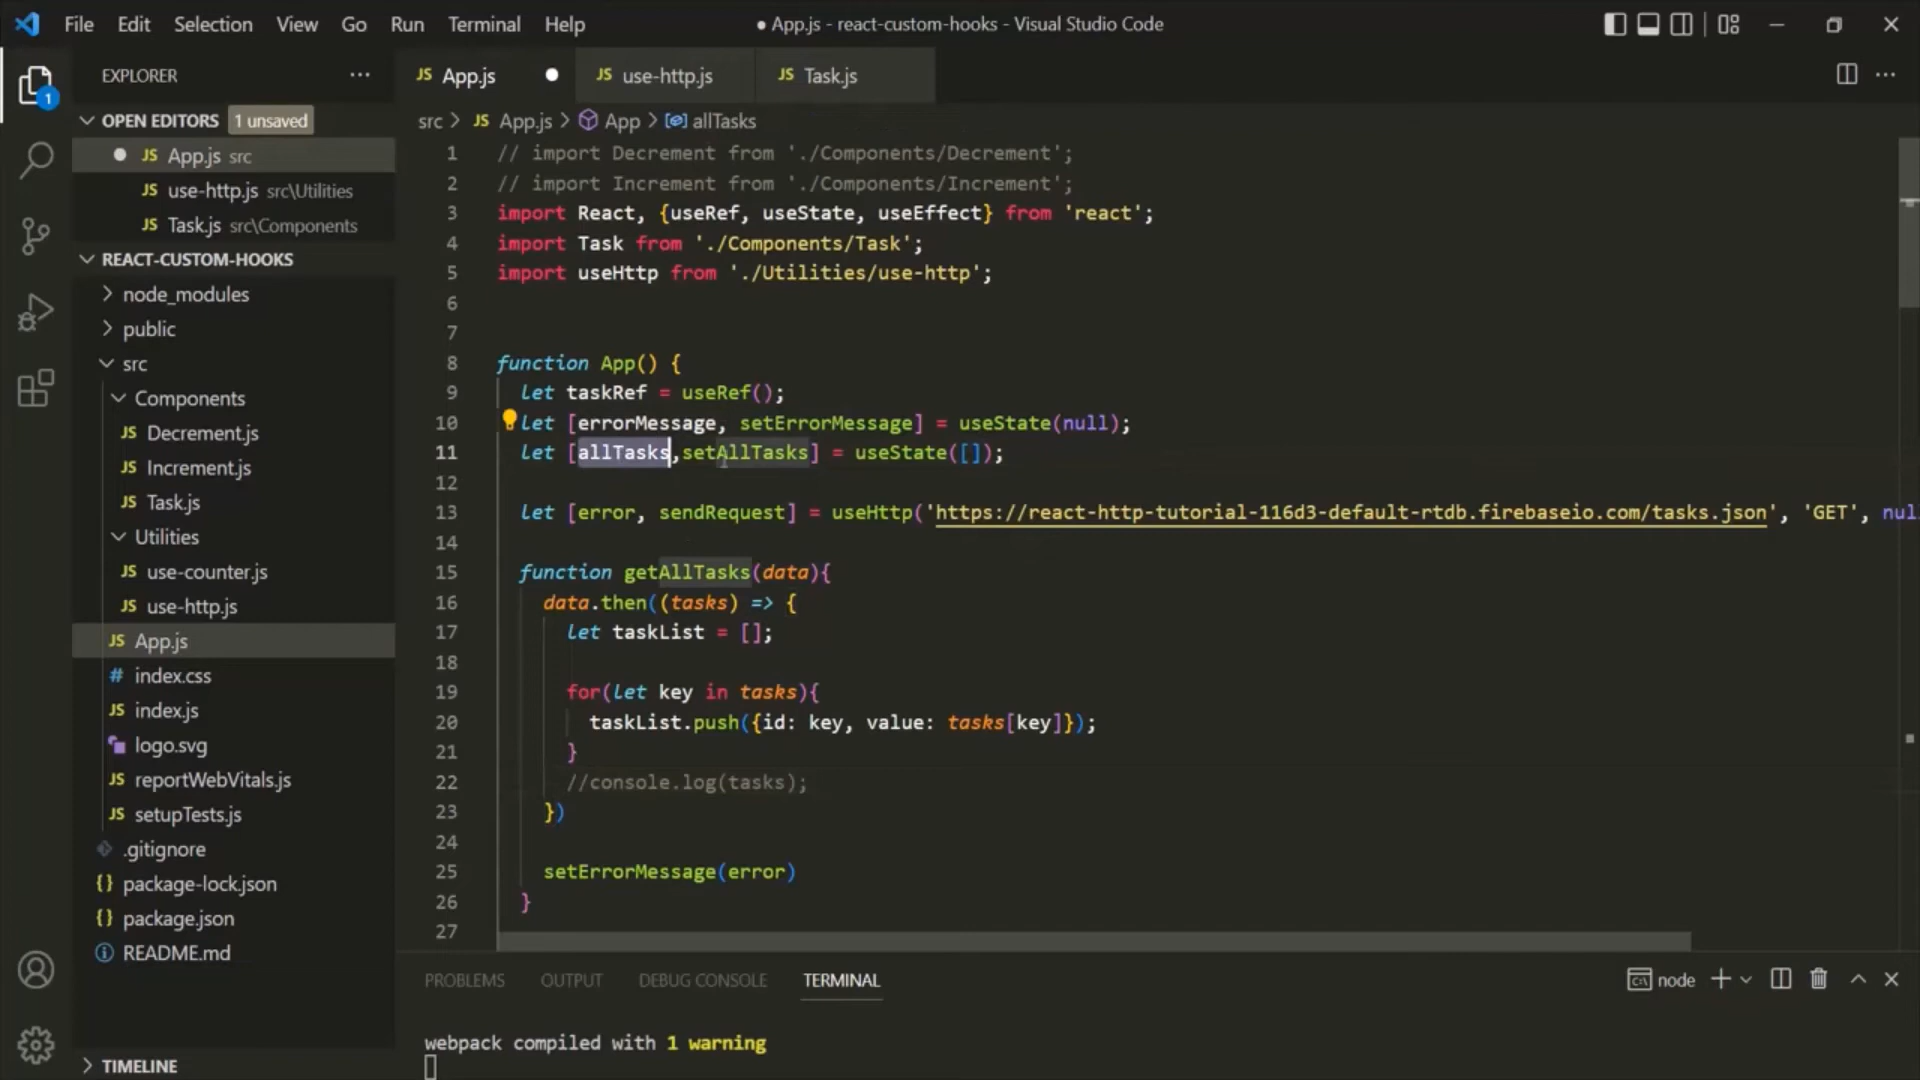 File Edit Selection View Go Run Terminal Help
● App.js - react-custom-hooks - Visual Studio Code
1
EXPLORER
OPEN EDITORS 1 unsaved
JS App.js src
JS use-http.js src\Utilities
JS Task.js src\Components
REACT-CUSTOM-HOOKS
node_modules
public
src
Components
JS Decrement.js
JS Increment.js
JS Task.js
Utilities
JS use-counter.js
JS use-http.js
JS App.js
# index.css
JS index.js
logo.svg
JS reportWebVitals.js
JS setupTests.js
.gitignore
{} package-lock.json
{} package.json
README.md
TIMELINE
JS App.js
JS use-http.js
JS Task.js
src > JS App.js > App > allTasks
1 // import Decrement from './Components/Decrement';
2 // import Increment from './Components/Increment';
3 import React, {useRef, useState, useEffect} from 'react';
4 import Task from './Components/Task';
5 import useHttp from './Utilities/use-http';
6
7
8 function App() {
9 let taskRef = useRef();
10 let [errorMessage, setErrorMessage] = useState(null);
11 let [allTasks,setAllTasks] = useState([]);
12
13 let [error, sendRequest] = useHttp('https://react-http-tutorial-116d3-default-rtdb.firebaseio.com/tasks.json', 'GET', nul
14
15 function getAllTasks(data){
16 data.then((tasks) => {
17 let taskList = [];
18
19 for(let key in tasks){
20 taskList.push({id: key, value: tasks[key]});
21 }
22 //console.log(tasks);
23 })
24
25 setErrorMessage(error)
26 }
27
PROBLEMS OUTPUT DEBUG CONSOLE TERMINAL
node
webpack compiled with 1 warning